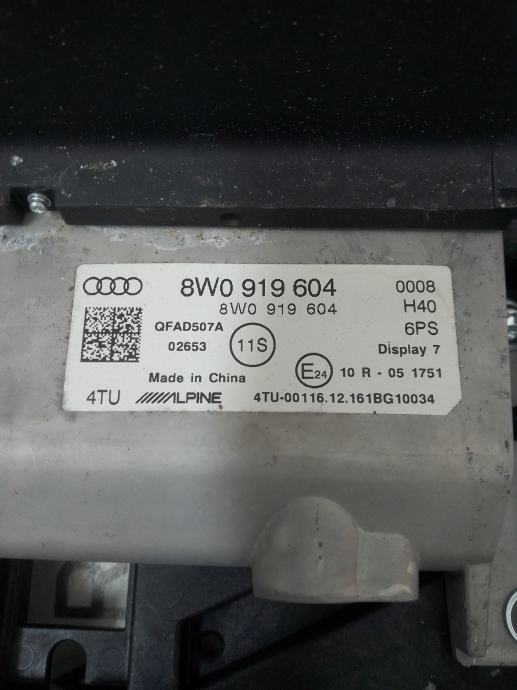 8W0 919 604 0008
8W0 919 604 H40
QFAD507A 6PS
02653 11S Display 7
Made in China E24 10 R - 05 1751
4TU ALPINE 4TU-00116.12.161BG10034